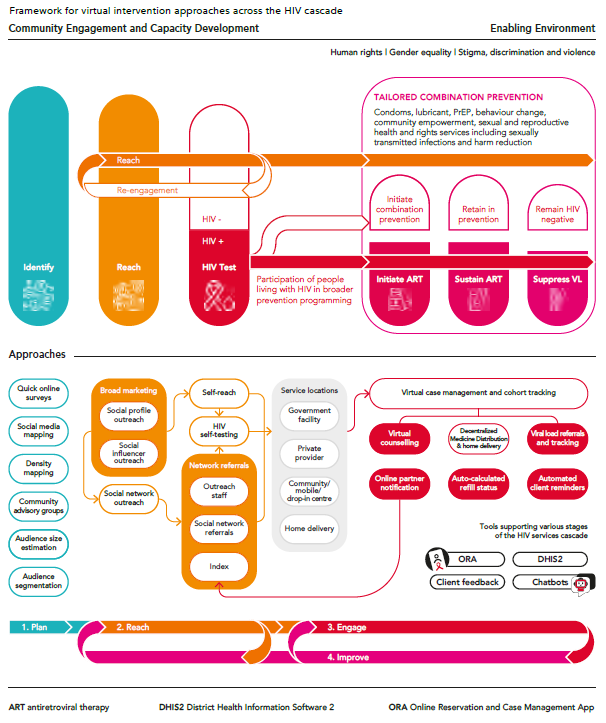 Framework for virtual intervention approaches across the HIV cascade
Community Engagement and Capacity Development
Enabling Environment
Human rights | Gender equality | Stigma, discrimination and violence
TAILORED COMBINATION PREVENTION
Condoms, lubricant, PrEP, behaviour change,
community empowerment, sexual and reproductive
health and rights services including sexually
transmitted infections and harm reduction
Reach
Re-engagement
Initiate
combination
prevention
Retain in
prevention
Remain HIV
negative
HIV -
HIV +
Identify
Reach
HIV Test
Participation of people
living with HIV in broader
prevention programming
Initiate ART
Sustain ART
Suppress VL
Approaches
Quick online
surveys
Social media
mapping
Density
mapping
Community
advisory groups
Audience size
estimation
Audience
segmentation
Broad marketing
Social profile
outreach
Social
influencer
outreach
Social network
outreach
Self-reach
HIV
self-testing
Network referrals
Outreach
staff
Social network
referrals
Index
Service locations
Government
facility
Private
provider
Community/
mobile/
drop-in centre
Home delivery
Virtual case management and cohort tracking
Virtual
counselling
Decentralized
Medicine Distribution
& home delivery
Viral load referrals
and tracking
Online partner
notification
Auto-calculated
refill status
Automated
client reminders
Tools supporting various stages
of the HIV services cascade
ORA
DHIS2
Client feedback
Chatbots
1. Plan
2. Reach
3. Engage
4. Improve
ART antiretroviral therapy
DHIS2 District Health Information Software 2
ORA Online Reservation and Case Management App